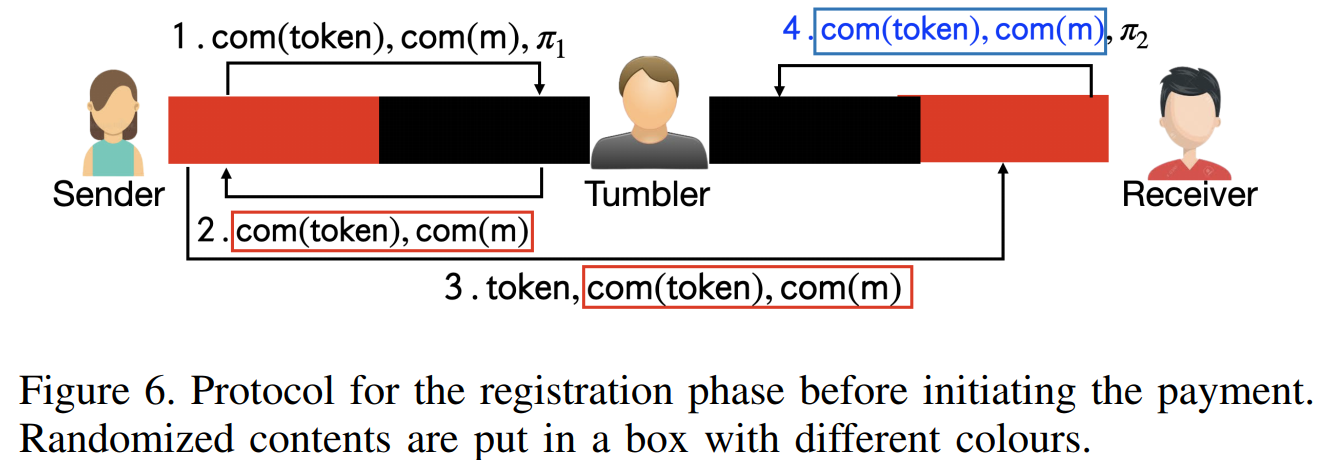 1.com(token), com(m), π₁
4.com(token), com(m), π₂
Sender
Tumbler
Receiver
2.com(token), com(m)
3.token, com(token), com(m)
Figure 6. Protocol for the registration phase before initiating the payment.
Randomized contents are put in a box with different colours.